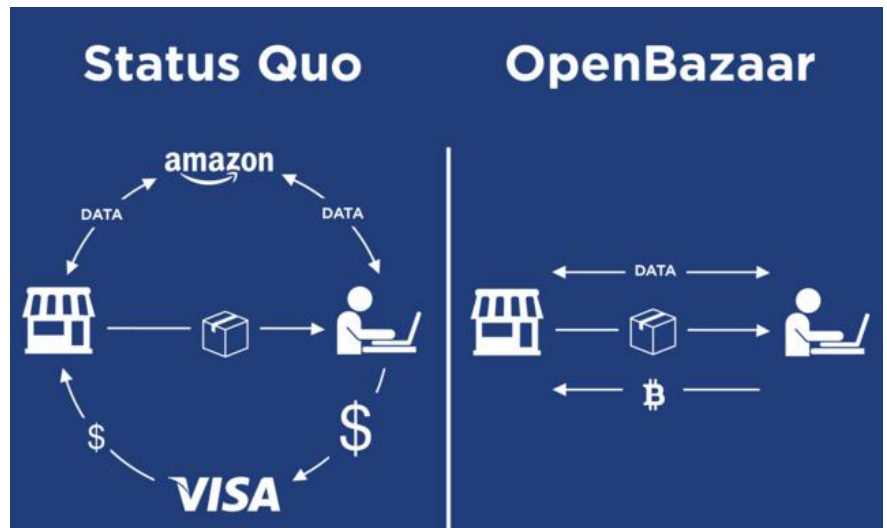 Status Quo
OpenBazaar
amazon
DATA
DATA
DATA
$
$
VISA
₿